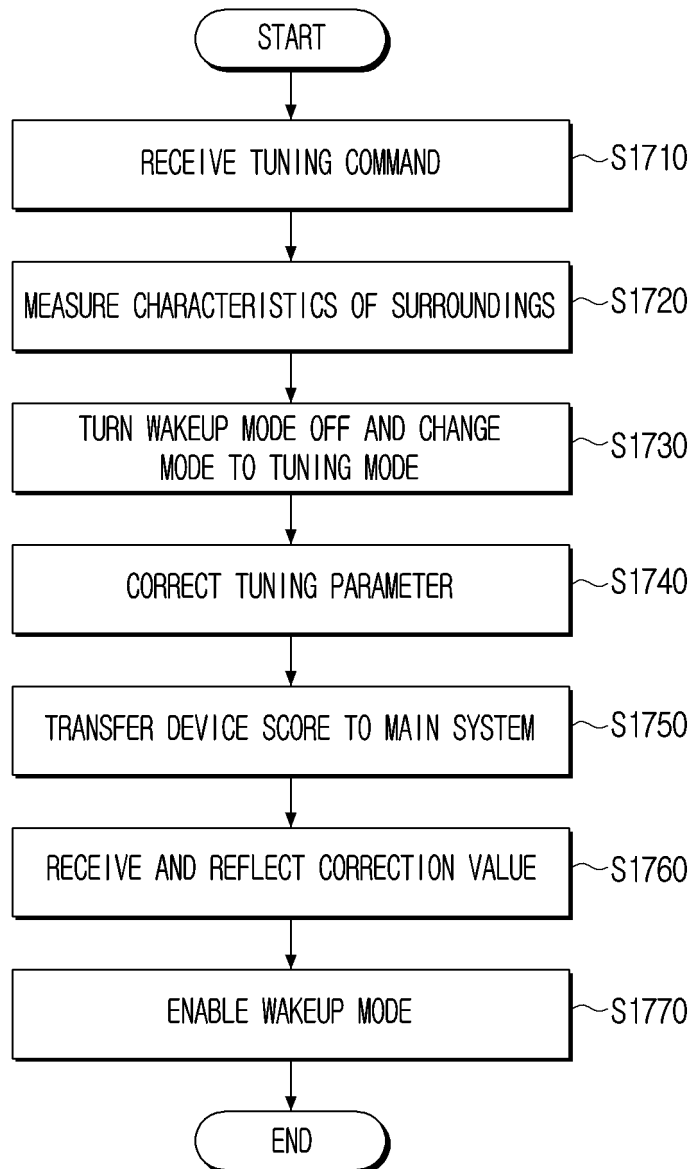 START
RECEIVE TUNING COMMAND
S1710
MEASURE CHARACTERISTICS OF SURROUNDINGS
S1720
TURN WAKEUP MODE OFF AND CHANGE
MODE TO TUNING MODE
S1730
CORRECT TUNING PARAMETER
S1740
TRANSFER DEVICE SCORE TO MAIN SYSTEM
S1750
RECEIVE AND REFLECT CORRECTION VALUE
S1760
ENABLE WAKEUP MODE
S1770
END